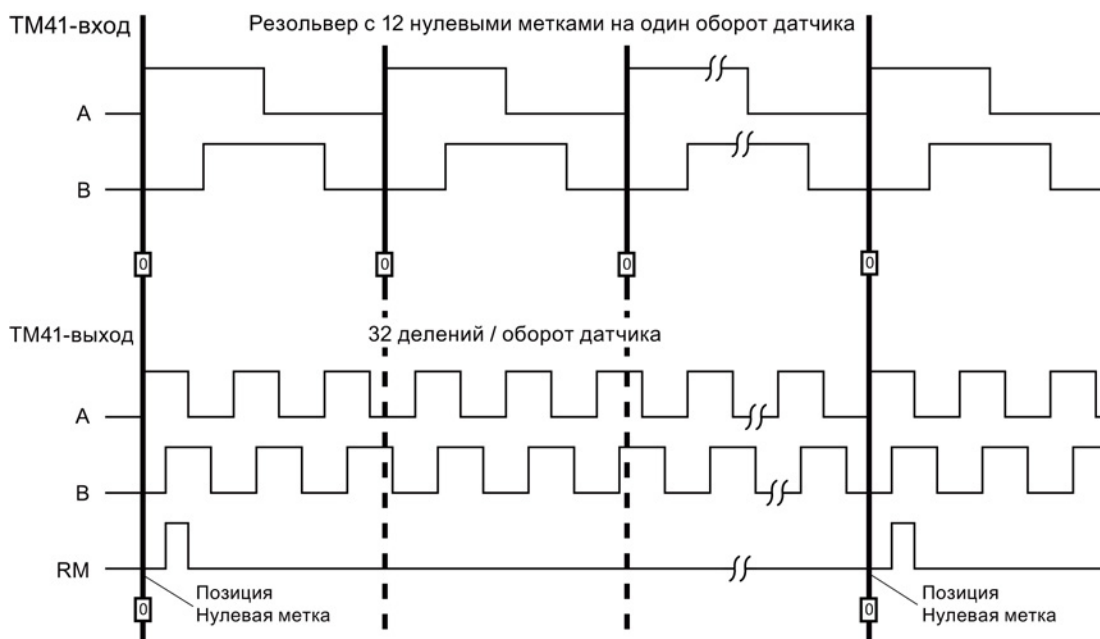 TM41-вход
Резольвер с 12 нулевыми метками на один оборот датчика
A
B
0 0 0 0
TM41-выход
32 делений / оборот датчика
A
B
RM
Позиция
Нулевая метка
Позиция
Нулевая метка
0 0